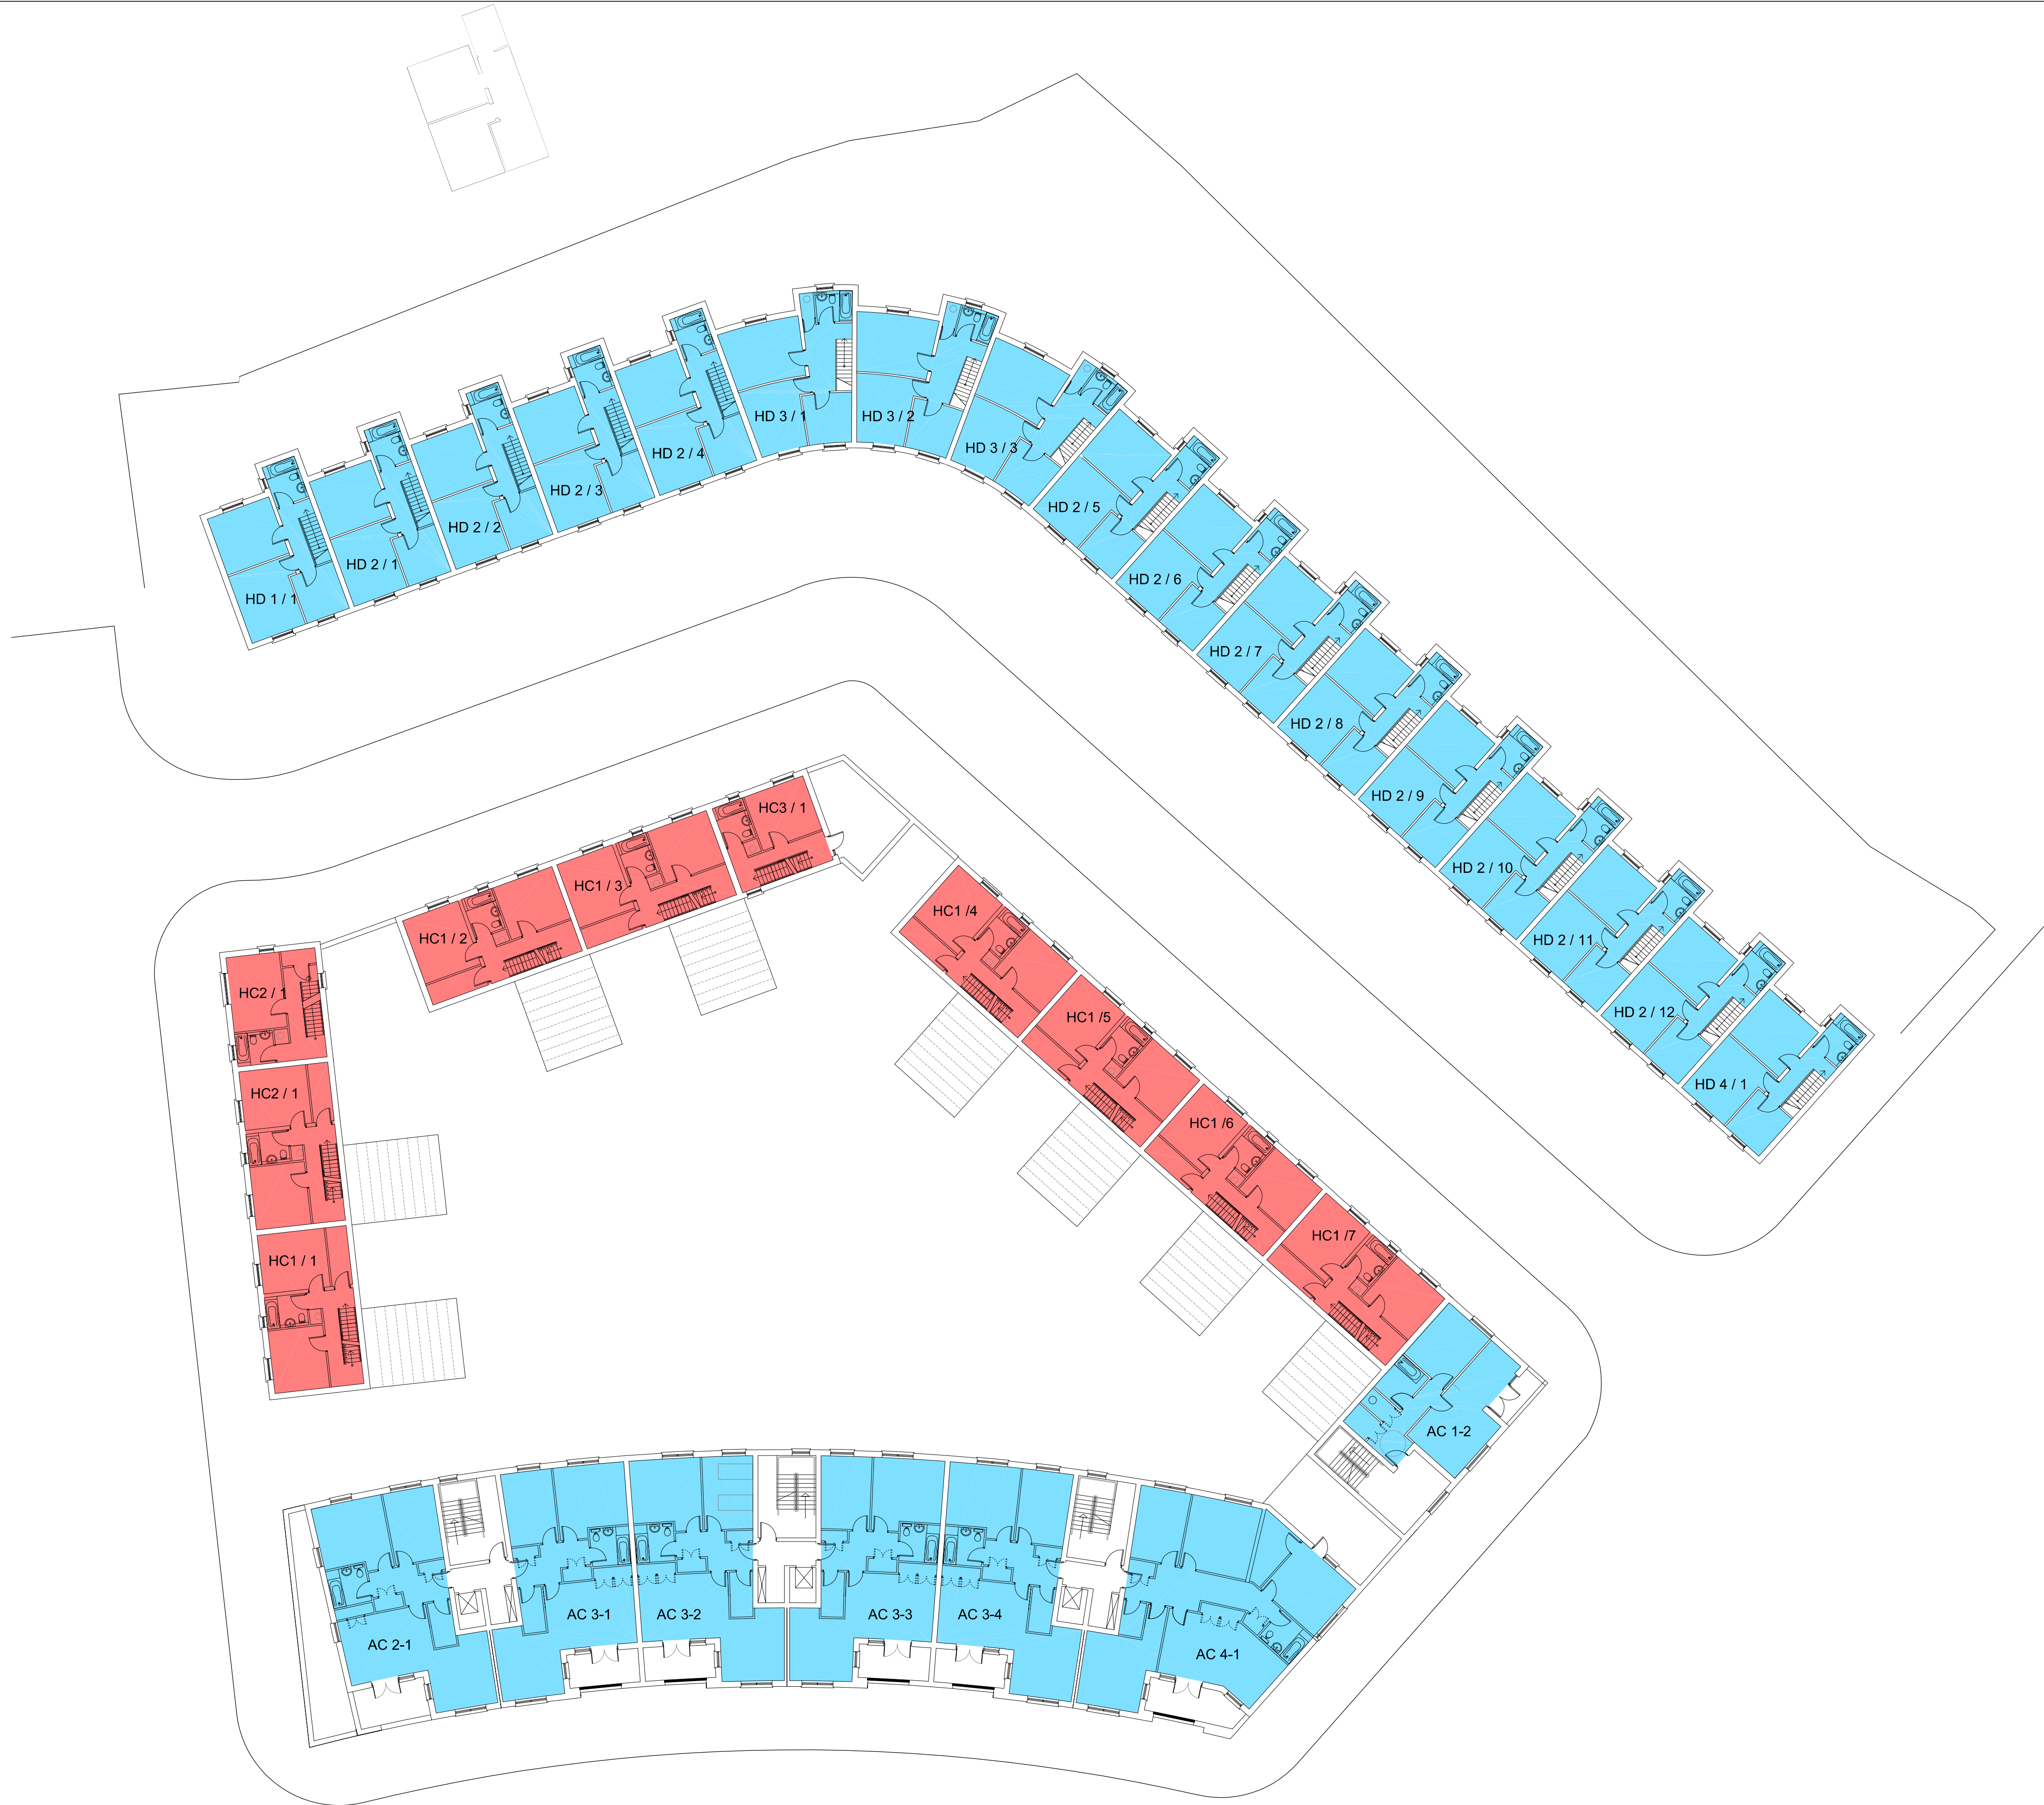 HD 3 / 1
HD 3 / 2
HD 3 / 3
HD 2 / 4
HD 2 / 3
HD 2 / 2
HD 2 / 1
HD 1 / 1
HD 2 / 5
HD 2 / 6
HD 2 / 7
HD 2 / 8
HD 2 / 9
HD 2 / 10
HD 2 / 11
HD 2 / 12
HD 4 / 1
HC3 / 1
HC1 / 3
HC1 / 2
HC2 / 1
HC2 / 1
HC1 / 1
HC1 /4
HC1 /5
HC1 /6
HC1 /7
AC 1-2
AC 2-1
AC 3-1
AC 3-2
AC 3-3
AC 3-4
AC 4-1